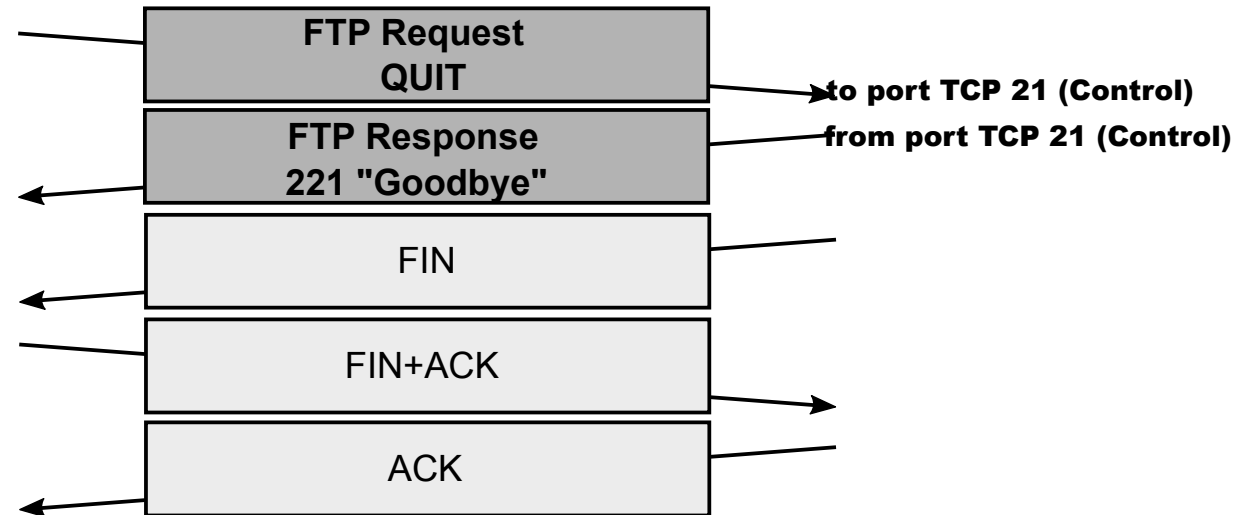 FTP Request
QUIT
to port TCP 21 (Control)
FTP Response
from port TCP 21 (Control)
221 "Goodbye"
FIN
FIN+ACK
ACK